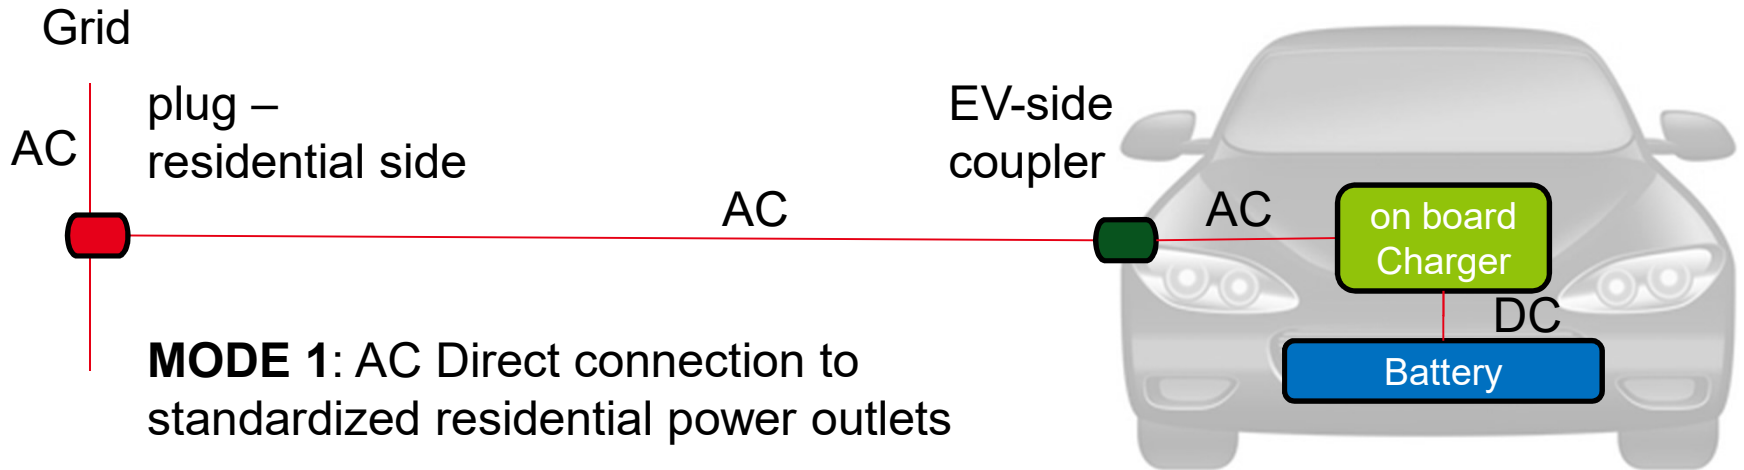 Grid
AC
plug –
residential side
AC
EV-side
coupler
AC
on board
Charger
DC
Battery
MODE 1: AC Direct connection to
standardized residential power outlets